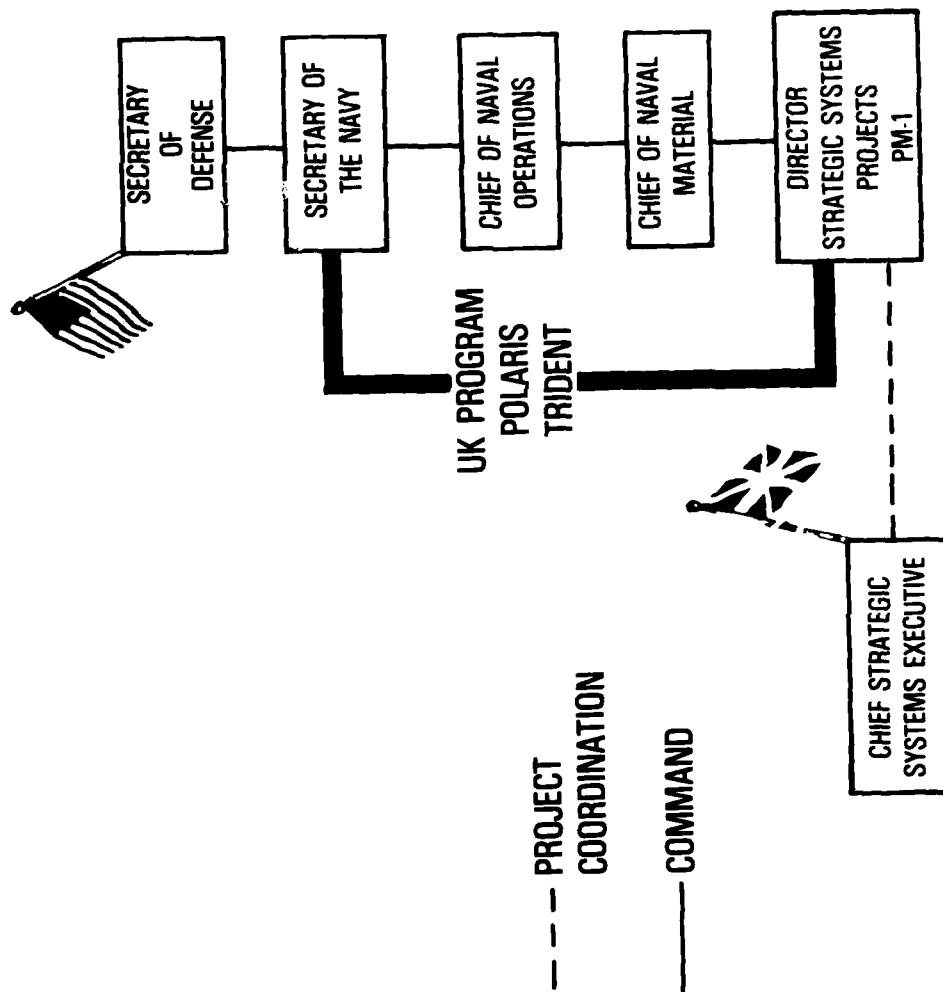 SECRETARY
OF
DEFENSE
SECRETARY OF
THE NAVY
CHIEF OF NAVAL
OPERATIONS
CHIEF OF NAVAL
MATERIAL
DIRECTOR
STRATEGIC SYSTEMS
PROJECTS
PM-1
UK PROGRAM
POLARIS
TRIDENT
CHIEF STRATEGIC
SYSTEMS EXECUTIVE
PROJECT
COORDINATION
COMMAND